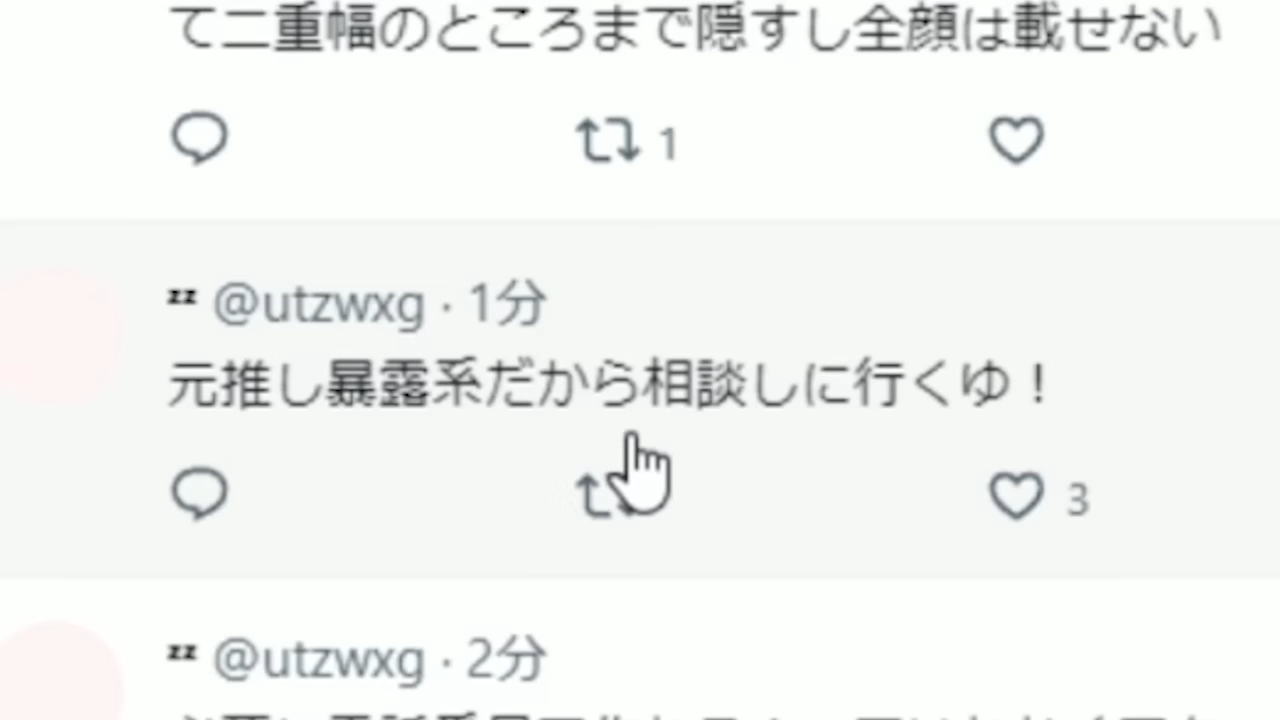 て二重幅のところまで隠すし全顔は載せない
1
zz @utzwxg · 1分
元推し暴露系だから相談しに行くゆ！
3
zz @utzwxg · 2分